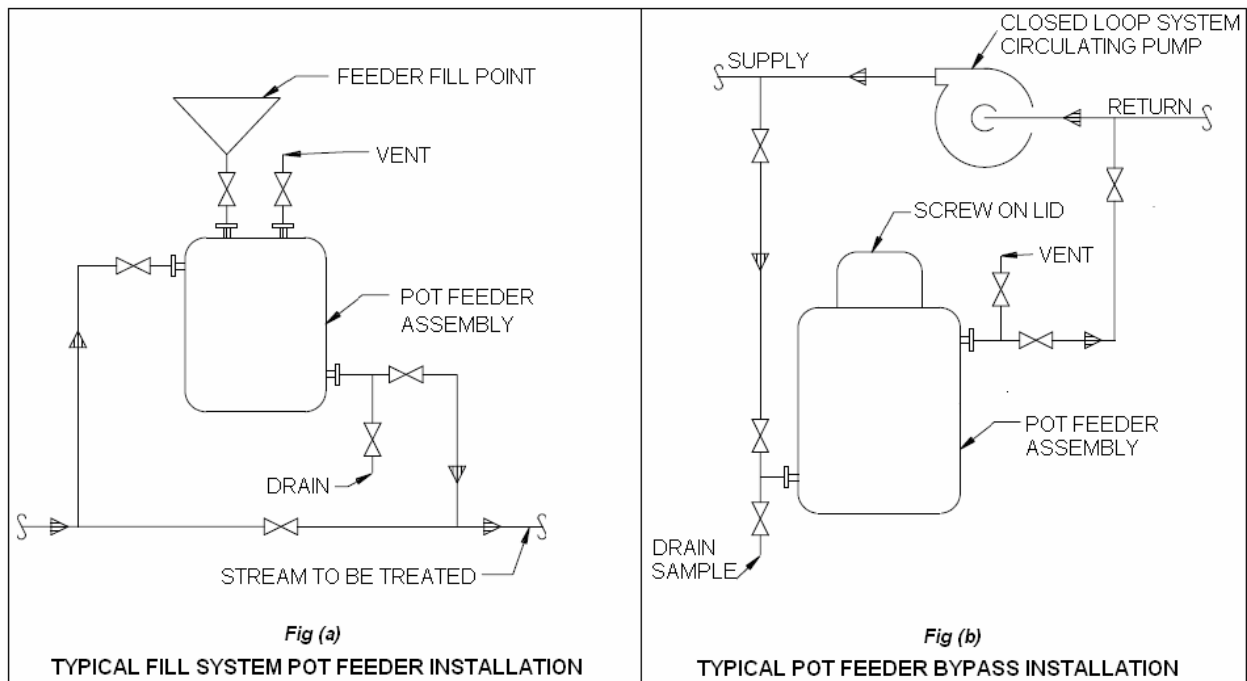 FEEDER FILL POINT
VENT
POT FEEDER
ASSEMBLY
DRAIN
STREAM TO BE TREATED
Fig (a)
TYPICAL FILL SYSTEM POT FEEDER INSTALLATION
CLOSED LOOP SYSTEM
CIRCULATING PUMP
SUPPLY
RETURN
SCREW ON LID
VENT
POT FEEDER
ASSEMBLY
DRAIN
SAMPLE
Fig (b)
TYPICAL POT FEEDER BYPASS INSTALLATION